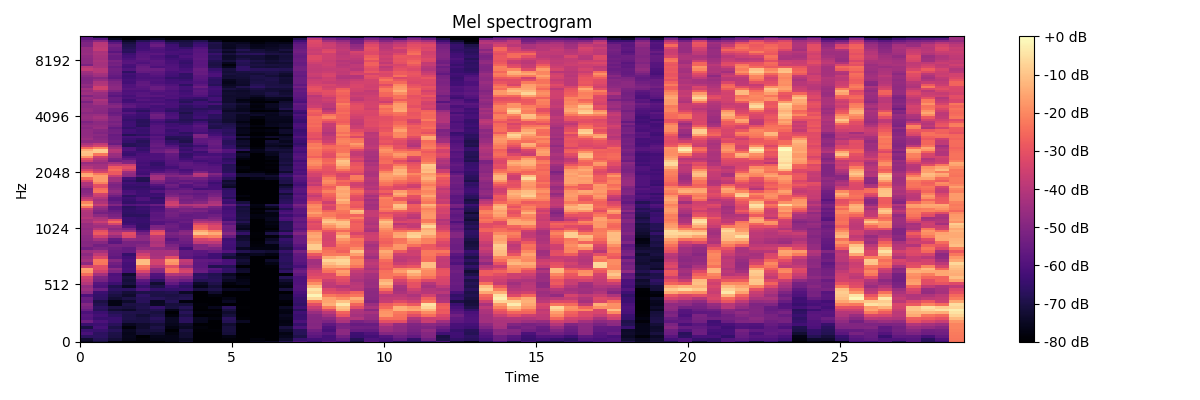 Mel spectrogram
8192
4096
2048
1024
512
0
Hz
0 5 10 15 20 25
Time
+0 dB
-10 dB
-20 dB
-30 dB
-40 dB
-50 dB
-60 dB
-70 dB
-80 dB